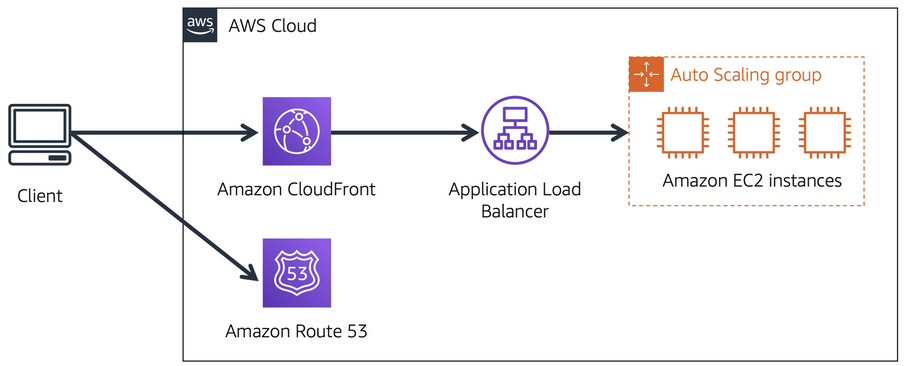 aws
AWS Cloud
Auto Scaling group
Client
Amazon CloudFront
Application Load
Balancer
Amazon EC2 instances
53
Amazon Route 53